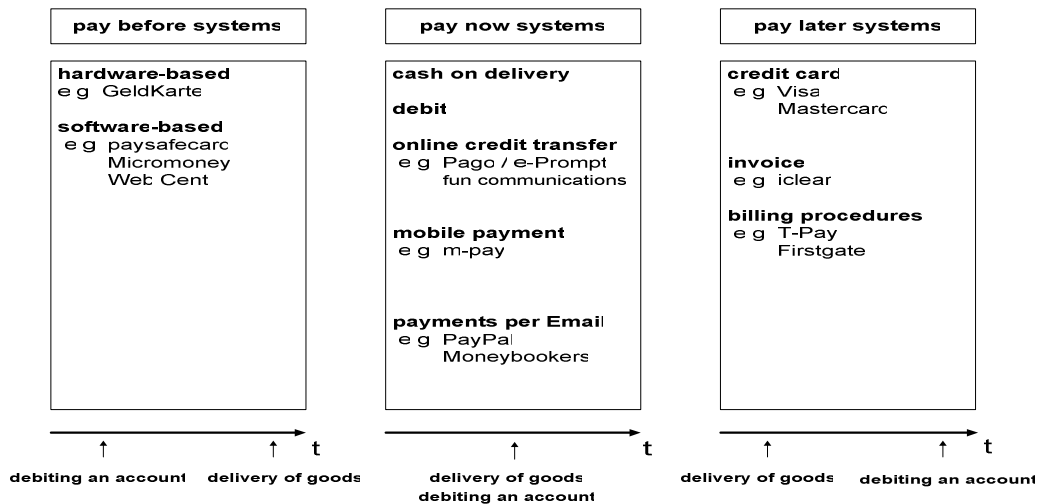 pay before systems
hardware-based
e g GeldKarte
software-based
e g paysafecard
Micromoney
Web Cent
t
debiting an account
delivery of goods
pay now systems
cash on delivery
debit
online credit transfer
e g Pago / e-Prompt
fun communications
mobile payment
e g m-pay
payments per Email
e g PayPal
Moneybookers
t
delivery of goods
debiting an account
pay later systems
credit card
e g Visa
Mastercard
invoice
e g iclear
billing procedures
e g T-Pay
Firstgate
t
delivery of goods
debiting an account